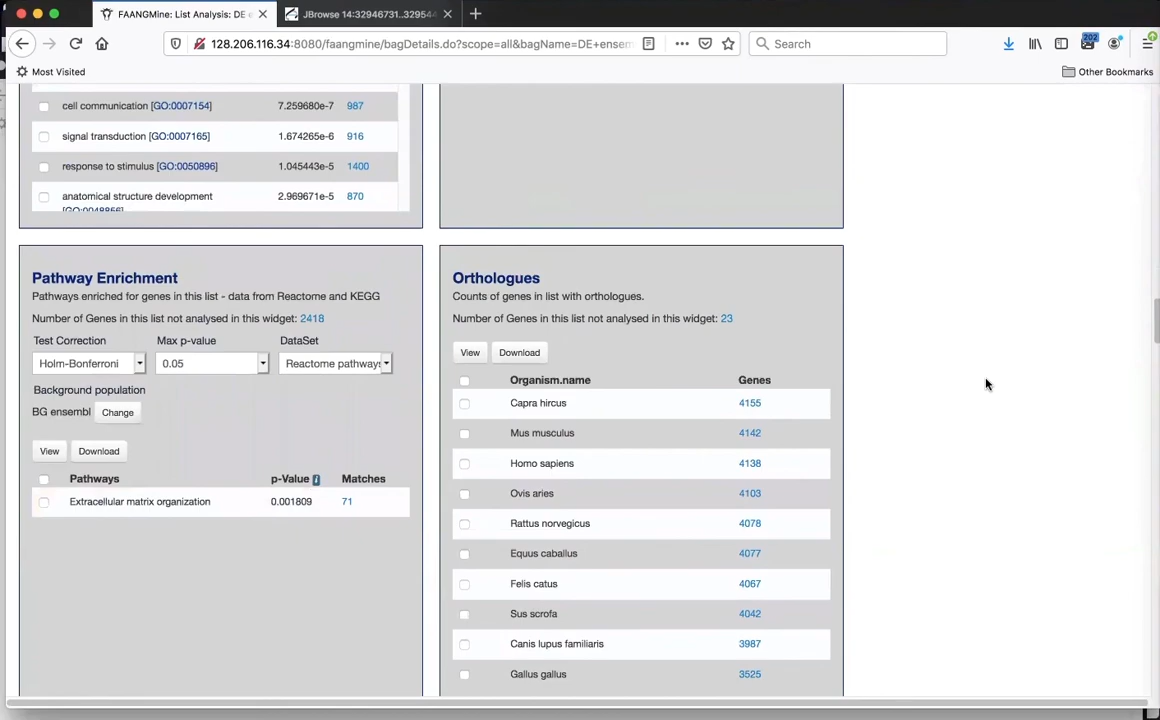 FAANGMine: List Analysis: DE e
JBrowse 14:32946731..329544
128.206.116.34:8080/faangmine/bagDetails.do?scope=all&bagName=DE+ensem
Search
202
Most Visited
Other Bookmarks
cell communication [GO:0007154] 7.259680e-7 987
signal transduction [GO:0007165] 1.674265e-6 916
response to stimulus [GO:0050896] 1.045443e-5 1400
anatomical structure development 2.969671e-5 870
[GO:0048856]
Pathway Enrichment
Pathways enriched for genes in this list - data from Reactome and KEGG
Number of Genes in this list not analysed in this widget: 2418
Test Correction Max p-value DataSet
Holm-Bonferroni 0.05 Reactome pathways
Background population
BG ensembl Change
View Download
Pathways p-Value i Matches
Extracellular matrix organization 0.001809 71
Orthologues
Counts of genes in list with orthologues.
Number of Genes in this list not analysed in this widget: 23
View Download
Organism.name Genes
Capra hircus 4155
Mus musculus 4142
Homo sapiens 4138
Ovis aries 4103
Rattus norvegicus 4078
Equus caballus 4077
Felis catus 4067
Sus scrofa 4042
Canis lupus familiaris 3987
Gallus gallus 3525